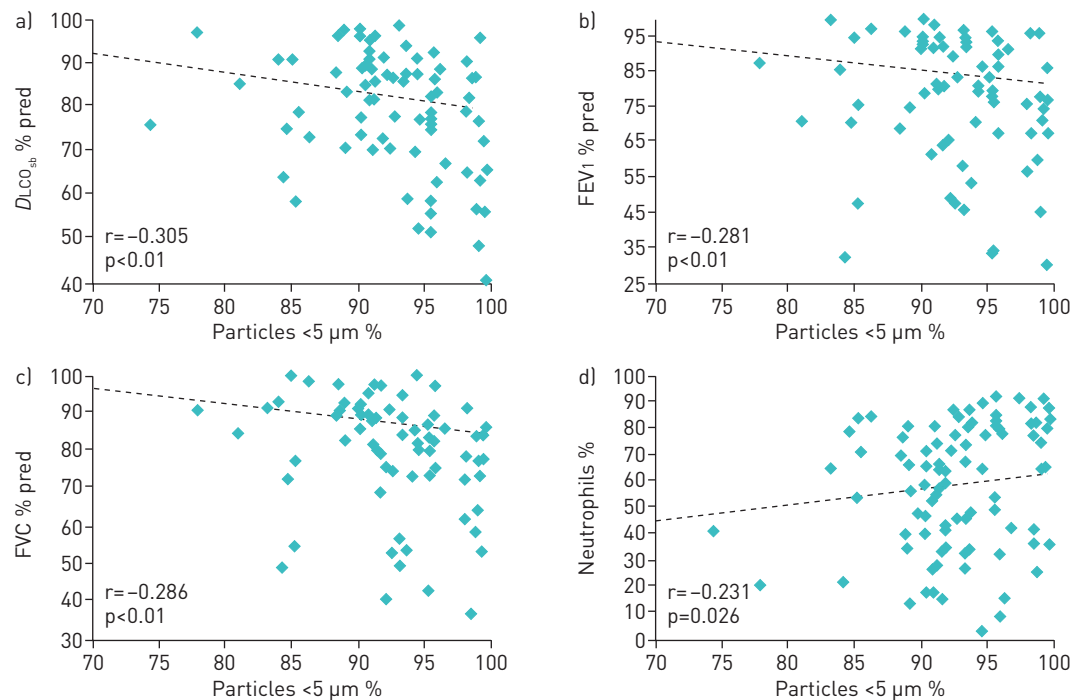 a)
100
90
80
70
60
50
40
DLCOsb % pred
r=–0.305
p<0.01
70 75 80 85 90 95 100
Particles <5 µm %
b)
95
85
75
65
55
45
35
25
FEV1 % pred
r=–0.281
p<0.01
70 75 80 85 90 95 100
Particles <5 µm %
c)
100
90
80
70
60
50
40
30
FVC % pred
r=–0.286
p<0.01
70 75 80 85 90 95 100
Particles <5 µm %
d)
100
90
80
70
60
50
40
30
20
10
0
Neutrophils %
r=–0.231
p=0.026
70 75 80 85 90 95 100
Particles <5 µm %